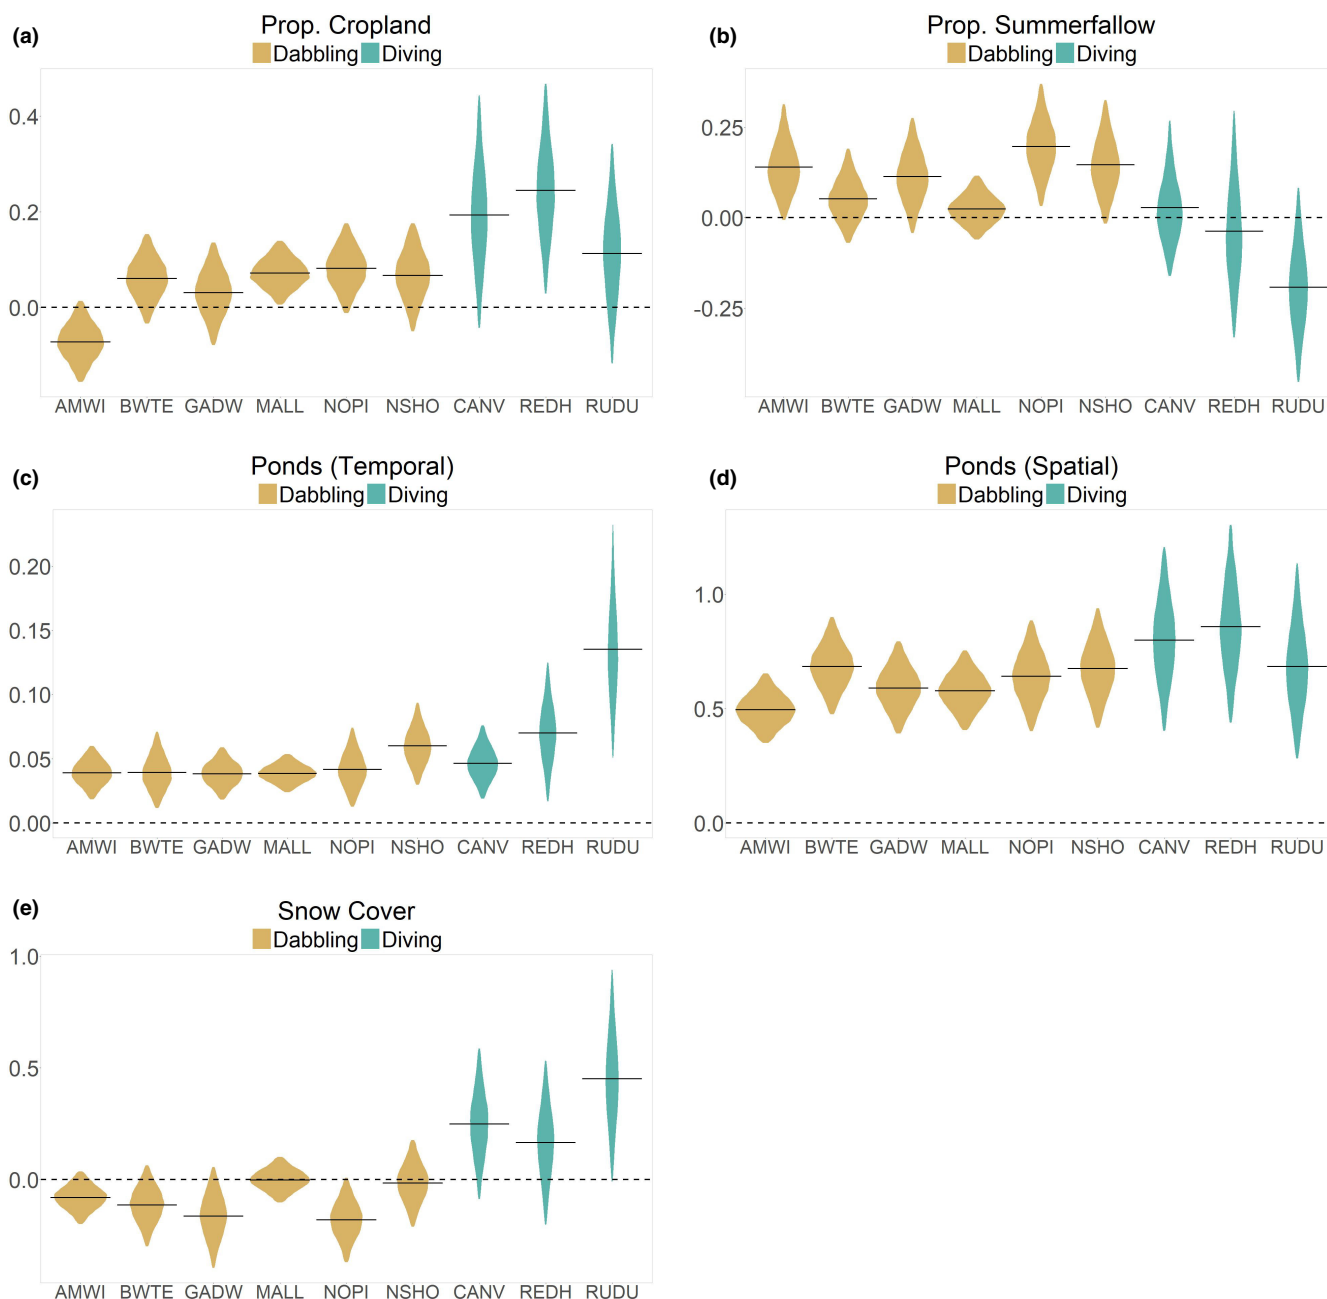 (a)
Prop. Cropland
Dabbling Diving
0.4
0.2
0.0
AMWI BWTE GADW MALL NOPI NSHO CANV REDH RUDU
(b)
Prop. Summerfallow
Dabbling Diving
0.25
0.00
-0.25
AMWI BWTE GADW MALL NOPI NSHO CANV REDH RUDU
(c)
Ponds (Temporal)
Dabbling Diving
0.20
0.15
0.10
0.05
0.00
AMWI BWTE GADW MALL NOPI NSHO CANV REDH RUDU
(d)
Ponds (Spatial)
Dabbling Diving
1.0
0.5
0.0
AMWI BWTE GADW MALL NOPI NSHO CANV REDH RUDU
(e)
Snow Cover
Dabbling Diving
1.0
0.5
0.0
AMWI BWTE GADW MALL NOPI NSHO CANV REDH RUDU